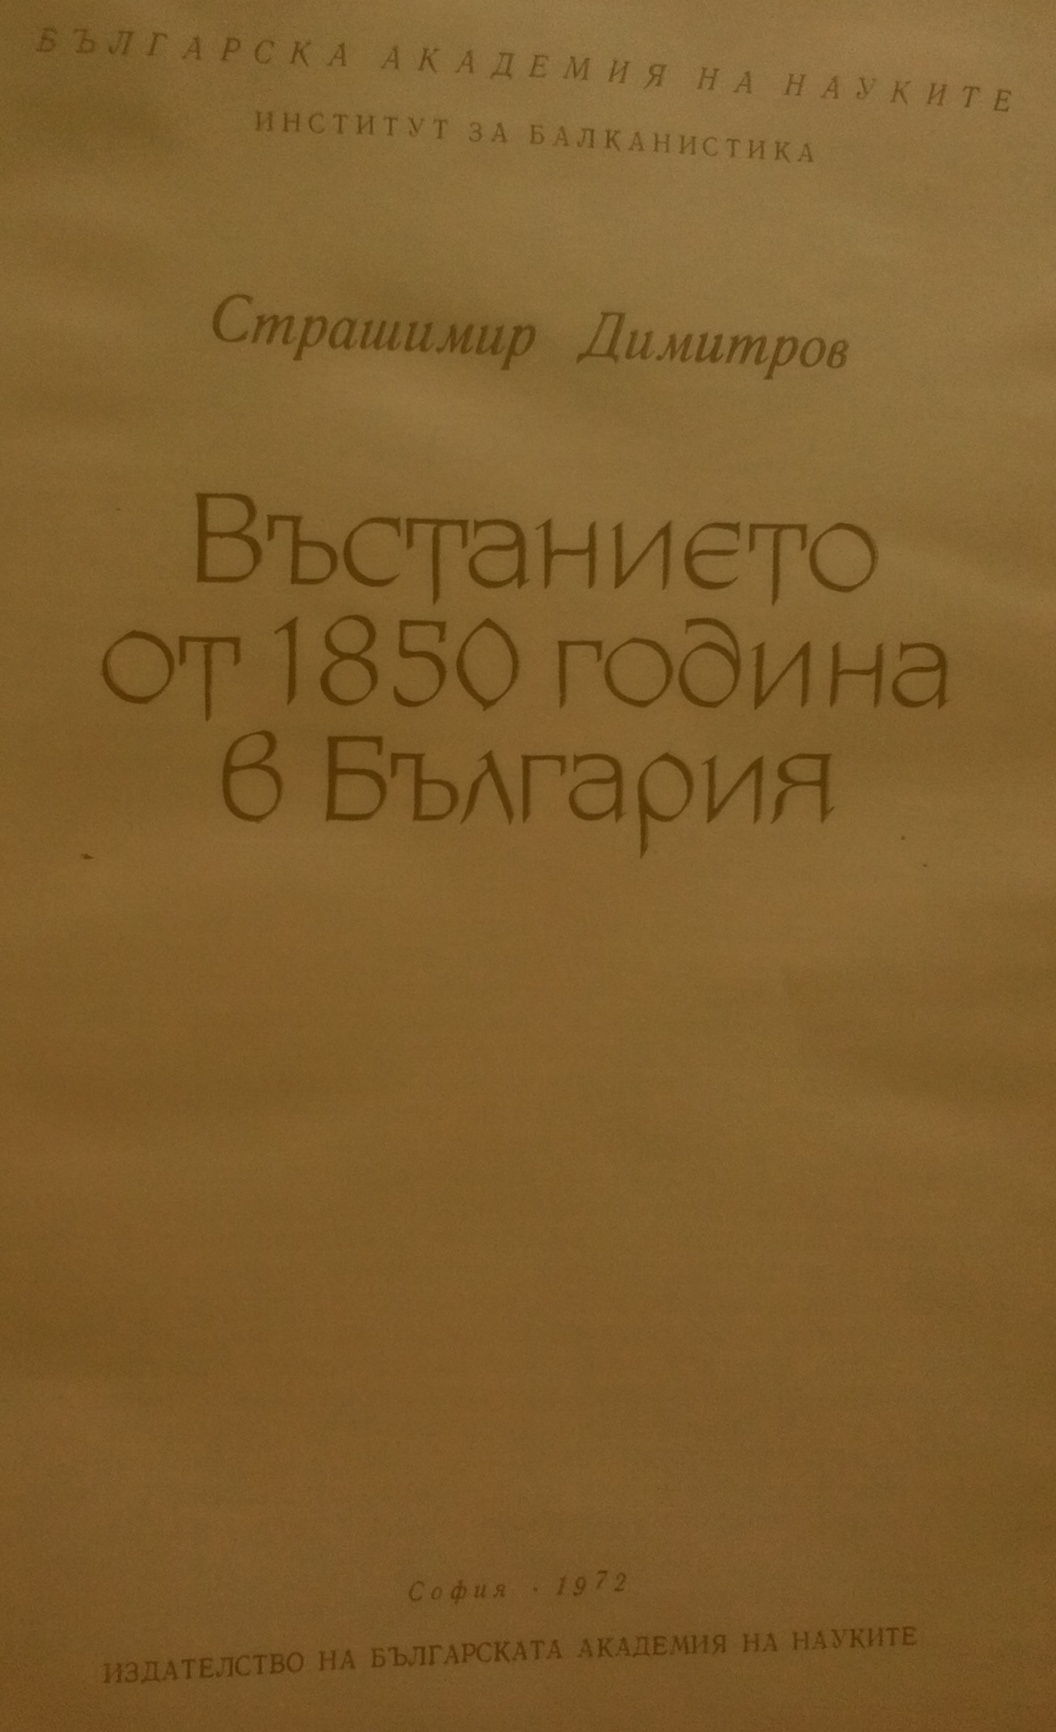 БЪЛГАРСКА АКАДЕМИЯ НА НАУКИТЕ
ИНСТИТУТ ЗА БАЛКАНИСТИКА
Страшимир Димитров
Въстанието
от 1850 година
в България
София · 1972
ИЗДАТЕЛСТВО НА БЪЛГАРСКАТА АКАДЕМИЯ НА НАУКИТЕ